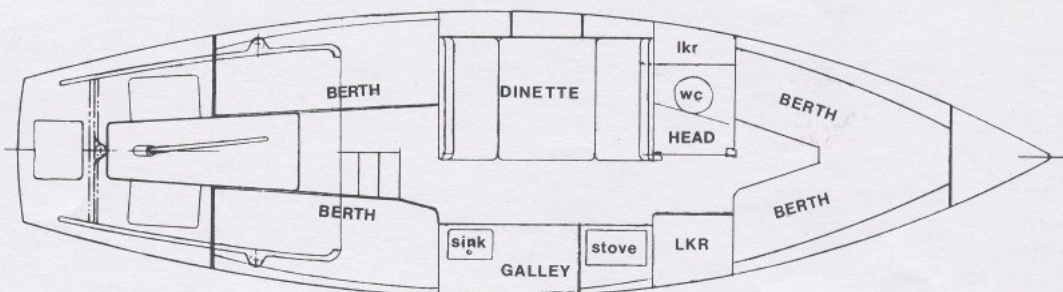 lkr
BERTH
DINETTE
WC
BERTH
HEAD
BERTH
BERTH
sink
stove
LKR
GALLEY